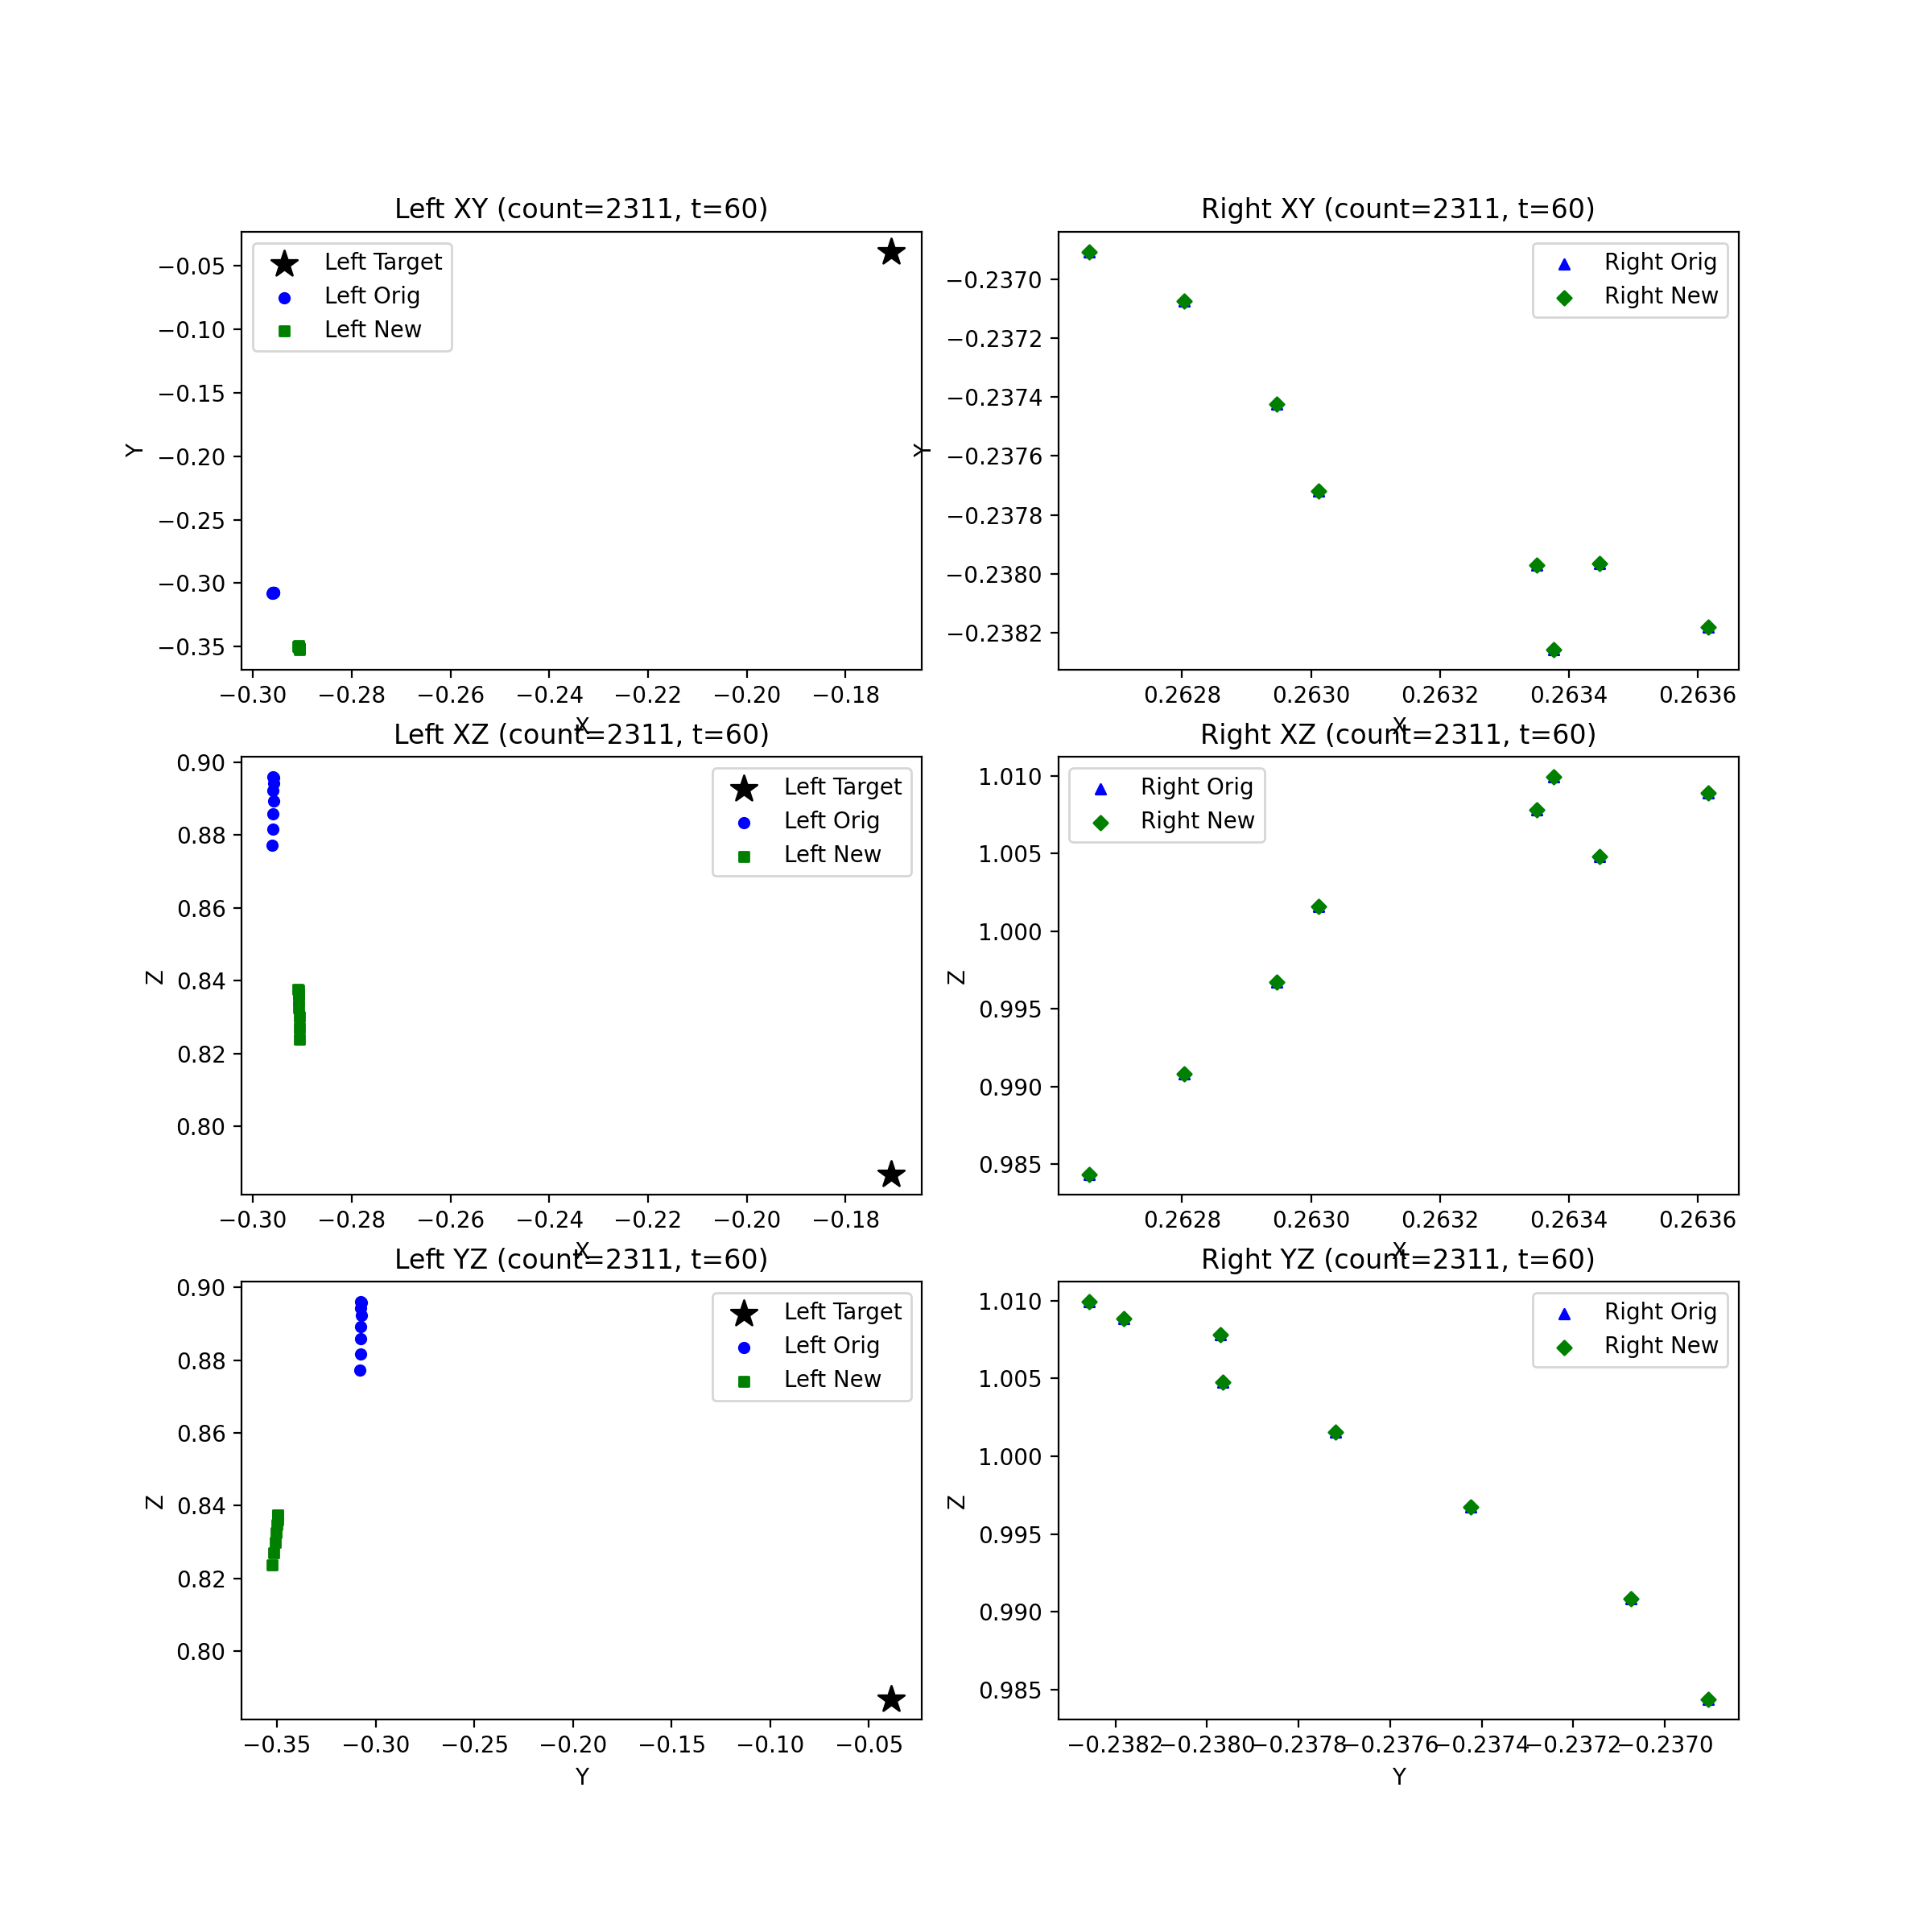 Left XY (count=2311, t=60)
Left Target
Left Orig
Left New
−0.05
−0.10
−0.15
−0.20
−0.25
−0.30
−0.35
Y
−0.30 −0.28 −0.26 −0.24 −0.22 −0.20 −0.18
X
Right XY (count=2311, t=60)
Right Orig
Right New
−0.2370
−0.2372
−0.2374
−0.2376
−0.2378
−0.2380
−0.2382
Y
0.2628 0.2630 0.2632 0.2634 0.2636
X
Left XZ (count=2311, t=60)
Left Target
Left Orig
Left New
0.90
0.88
0.86
0.84
0.82
0.80
Z
−0.30 −0.28 −0.26 −0.24 −0.22 −0.20 −0.18
X
Right XZ (count=2311, t=60)
Right Orig
Right New
1.010
1.005
1.000
0.995
0.990
0.985
Z
0.2628 0.2630 0.2632 0.2634 0.2636
X
Left YZ (count=2311, t=60)
Left Target
Left Orig
Left New
0.90
0.88
0.86
0.84
0.82
0.80
Z
−0.35 −0.30 −0.25 −0.20 −0.15 −0.10 −0.05
Y
Right YZ (count=2311, t=60)
Right Orig
Right New
1.010
1.005
1.000
0.995
0.990
0.985
Z
−0.2382 −0.2380 −0.2378 −0.2376 −0.2374 −0.2372 −0.2370
Y